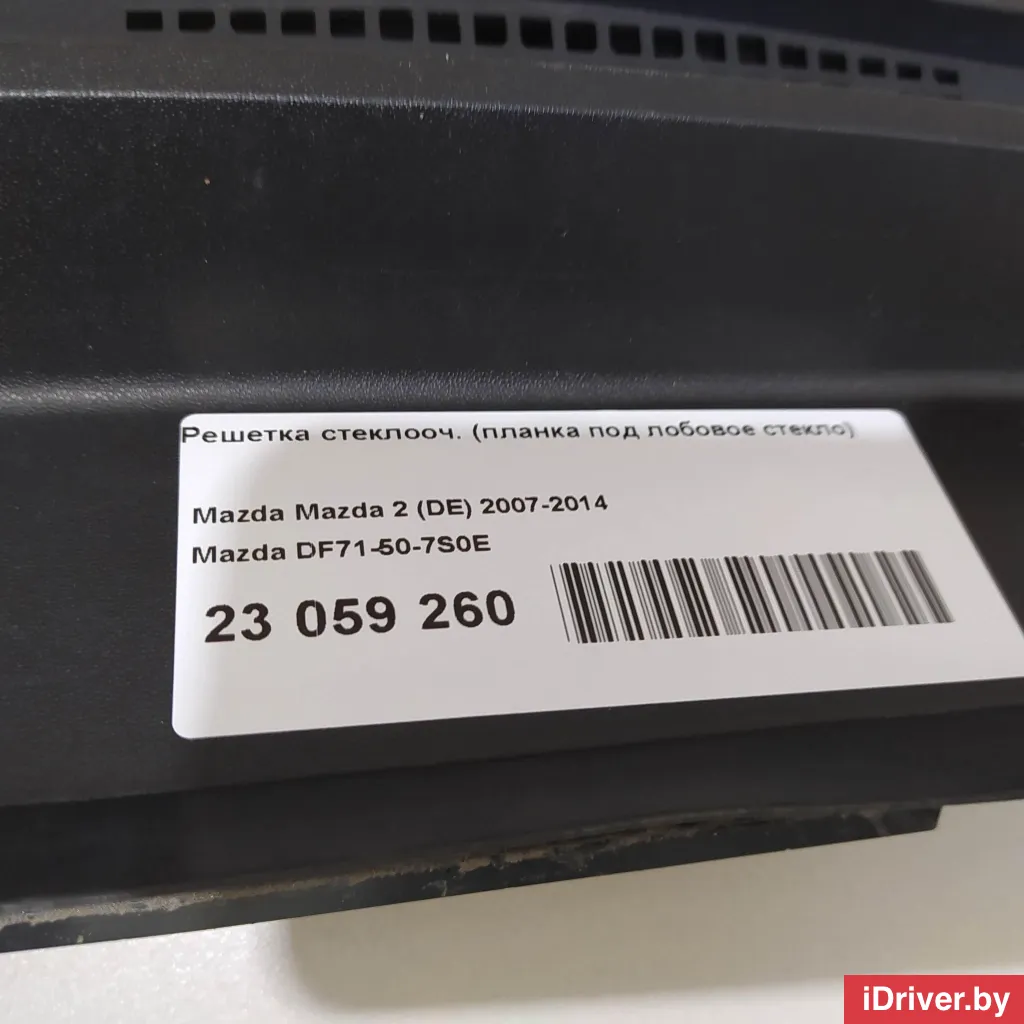 Решетка стеклооч. (планка под лобовое стекло)
Mazda Mazda 2 (DE) 2007-2014
Mazda DF71-50-7S0E
23 059 260
iDriver.by